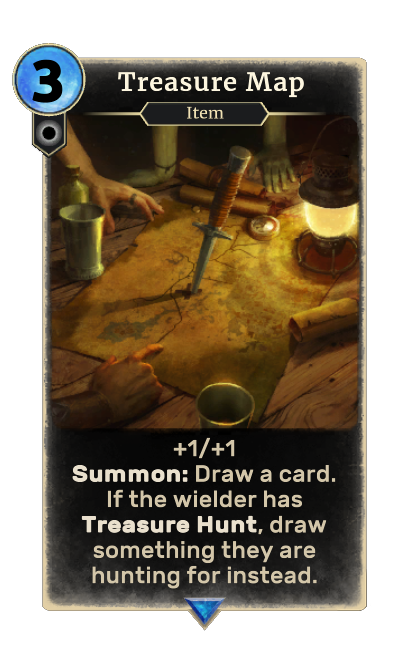 3
Treasure Map
Item
+1/+1
Summon: Draw a card.
If the wielder has
Treasure Hunt, draw
something they are
hunting for instead.